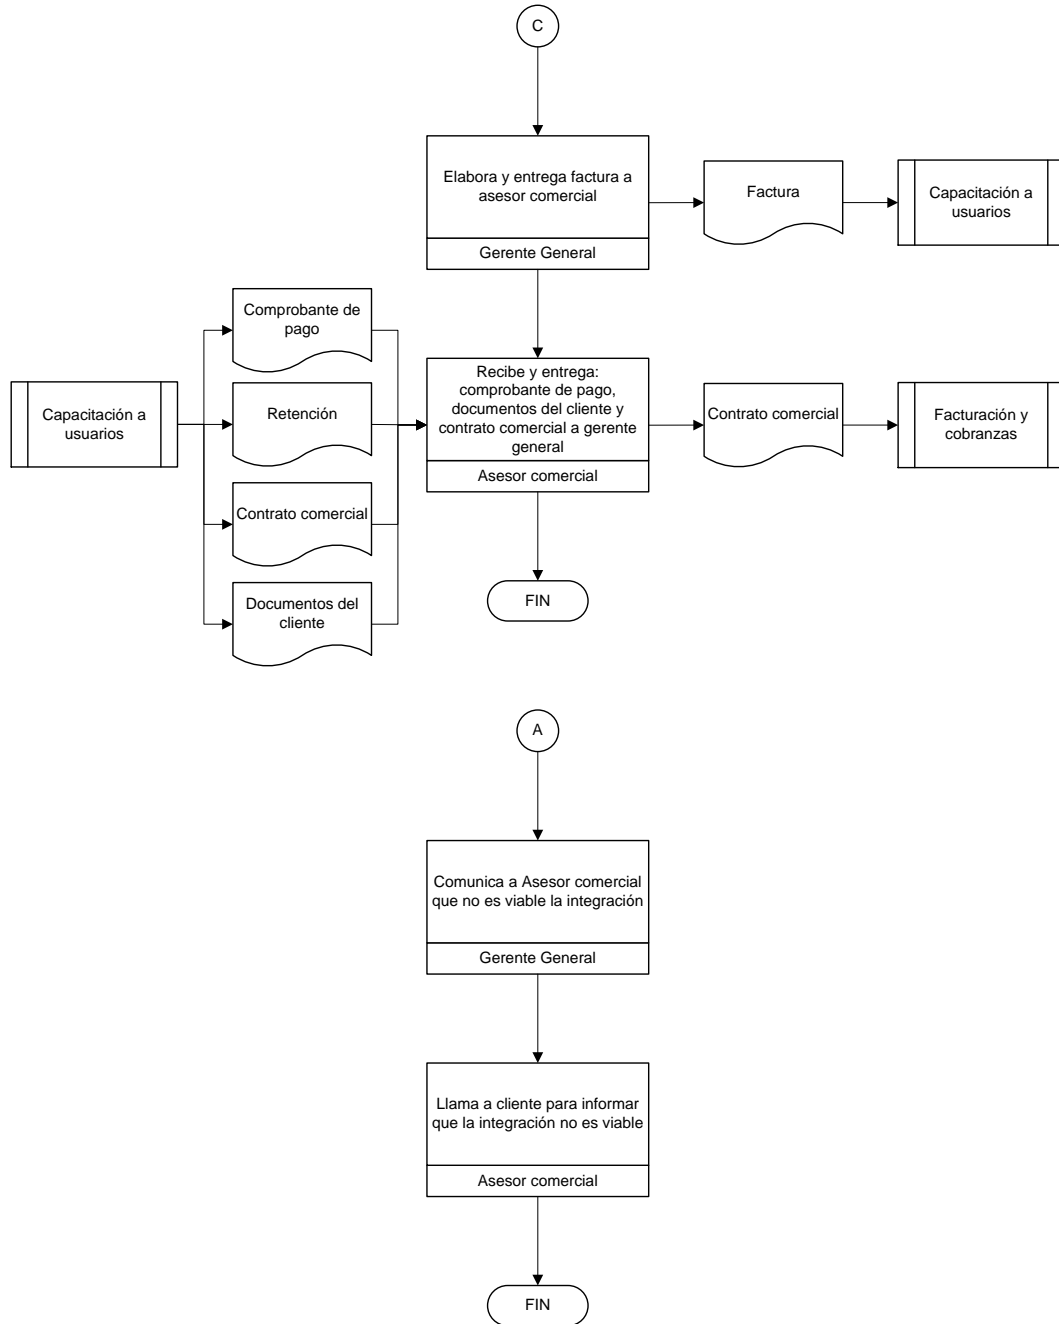 C
Elabora y entrega factura a
asesor comercial
Gerente General
Factura
Capacitación a
usuarios
Comprobante de
pago
Retención
Contrato comercial
Documentos del
cliente
Capacitación a
usuarios
Recibe y entrega:
comprobante de pago,
documentos del cliente y
contrato comercial a gerente
general
Asesor comercial
Contrato comercial
Facturación y
cobranzas
FIN
A
Comunica a Asesor comercial
que no es viable la integración
Gerente General
Llama a cliente para informar
que la integración no es viable
Asesor comercial
FIN